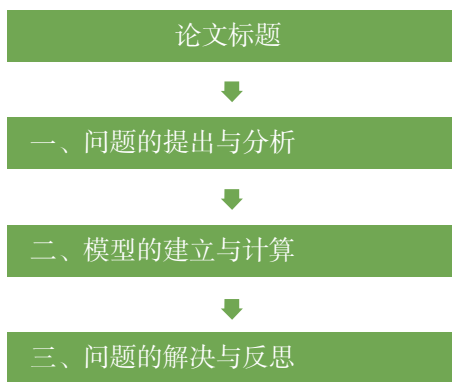 论文标题
一、问题的提出与分析
二、模型的建立与计算
三、问题的解决与反思